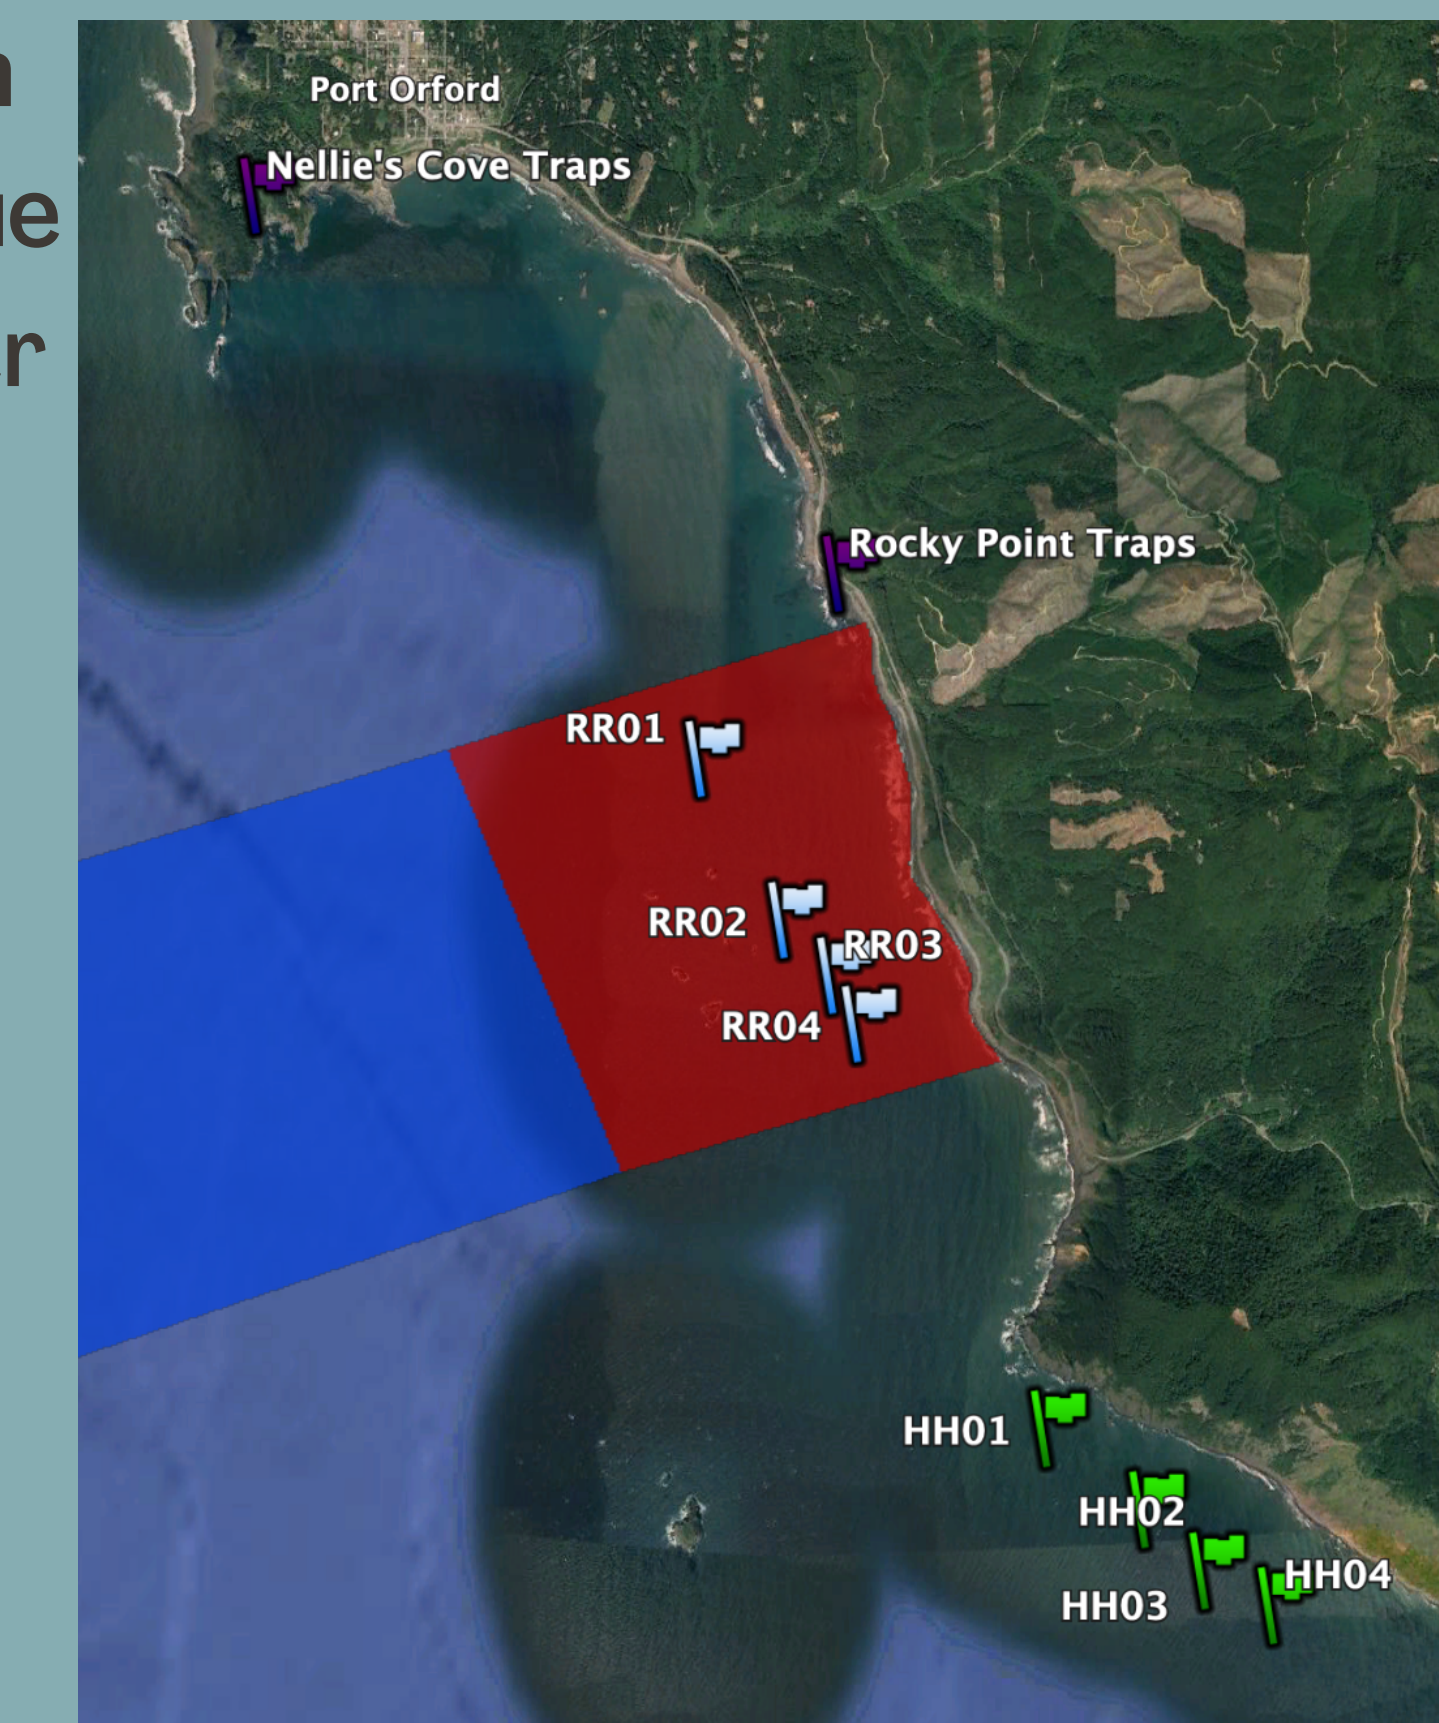 Port Orford
Nellie's Cove Traps
Rocky Point Traps
RR01
RR02
RR03
RR04
HH01
HH02
HH04
HH03